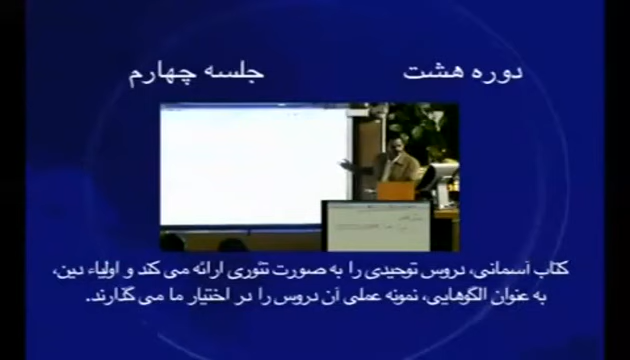 دوره هشت
جلسه چهارم
کتاب آسمانی، دروس توحیدی را به صورت تئوری ارائه می کند و اولیاء دین،
به عنوان الگوهایی، نمونه عملی آن دروس را در اختیار ما می گذارند.